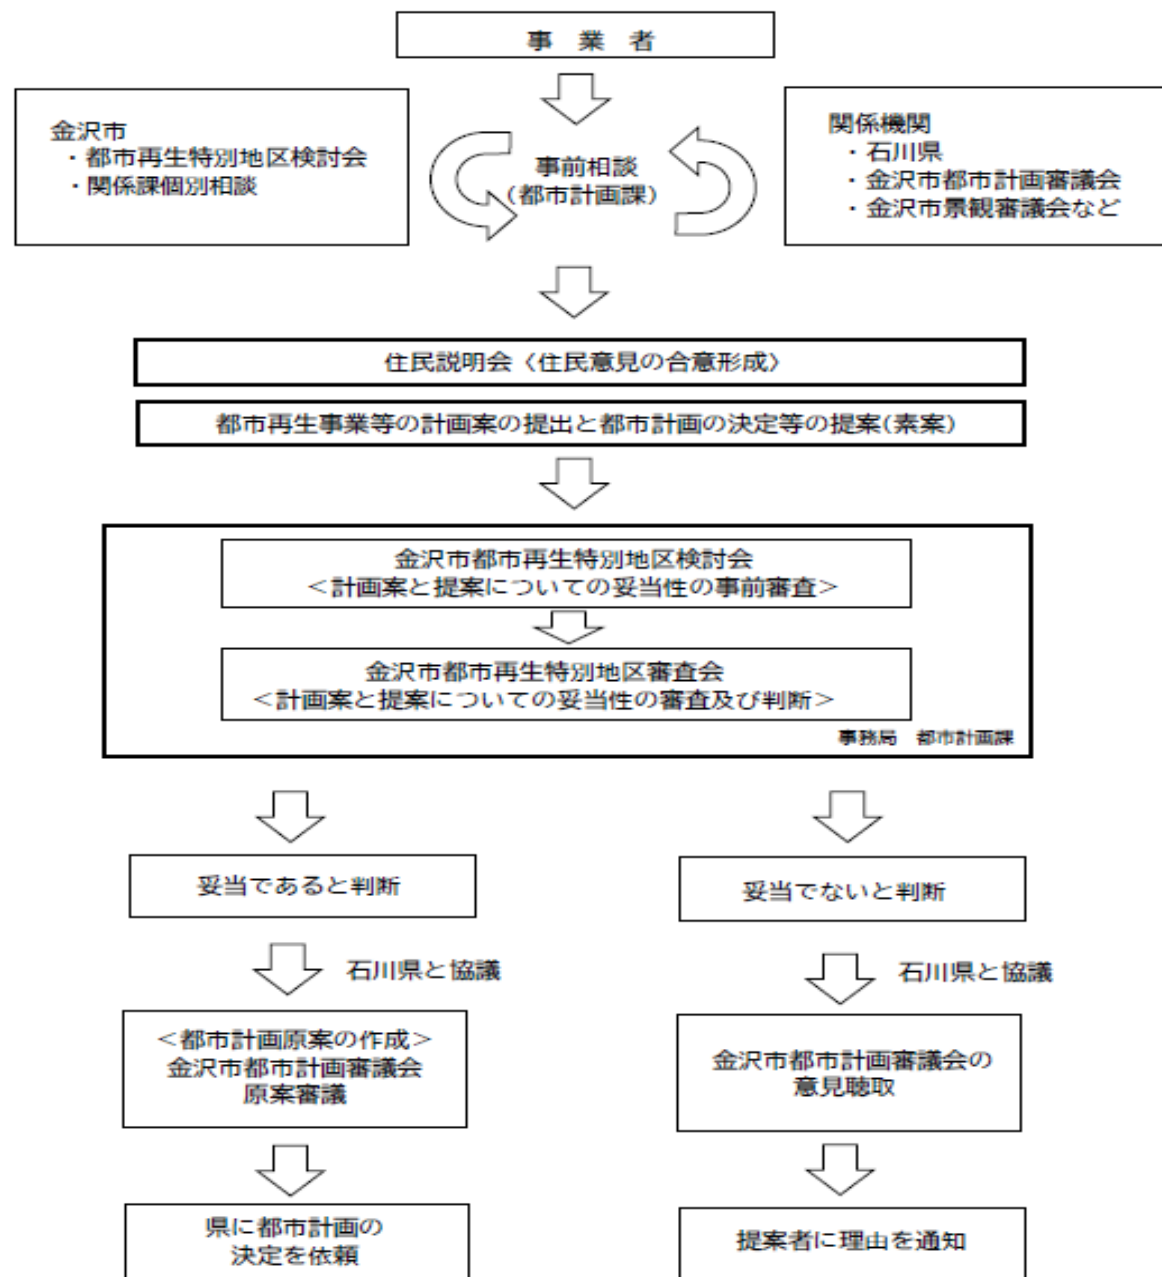 事 業 者
金沢市
・都市再生特別地区検討会
・関係課個別相談
事前相談
(都市計画課)
関係機関
・石川県
・金沢市都市計画審議会
・金沢市景観審議会など
住民説明会〈住民意見の合意形成〉
都市再生事業等の計画案の提出と都市計画の決定等の提案(素案)
金沢市都市再生特別地区検討会
＜計画案と提案についての妥当性の事前審査＞
金沢市都市再生特別地区審査会
＜計画案と提案についての妥当性の審査及び判断＞
事務局 都市計画課
妥当であると判断
妥当でないと判断
石川県と協議
石川県と協議
＜都市計画原案の作成＞
金沢市都市計画審議会
原案審議
金沢市都市計画審議会の
意見聴取
県に都市計画の
決定を依頼
提案者に理由を通知